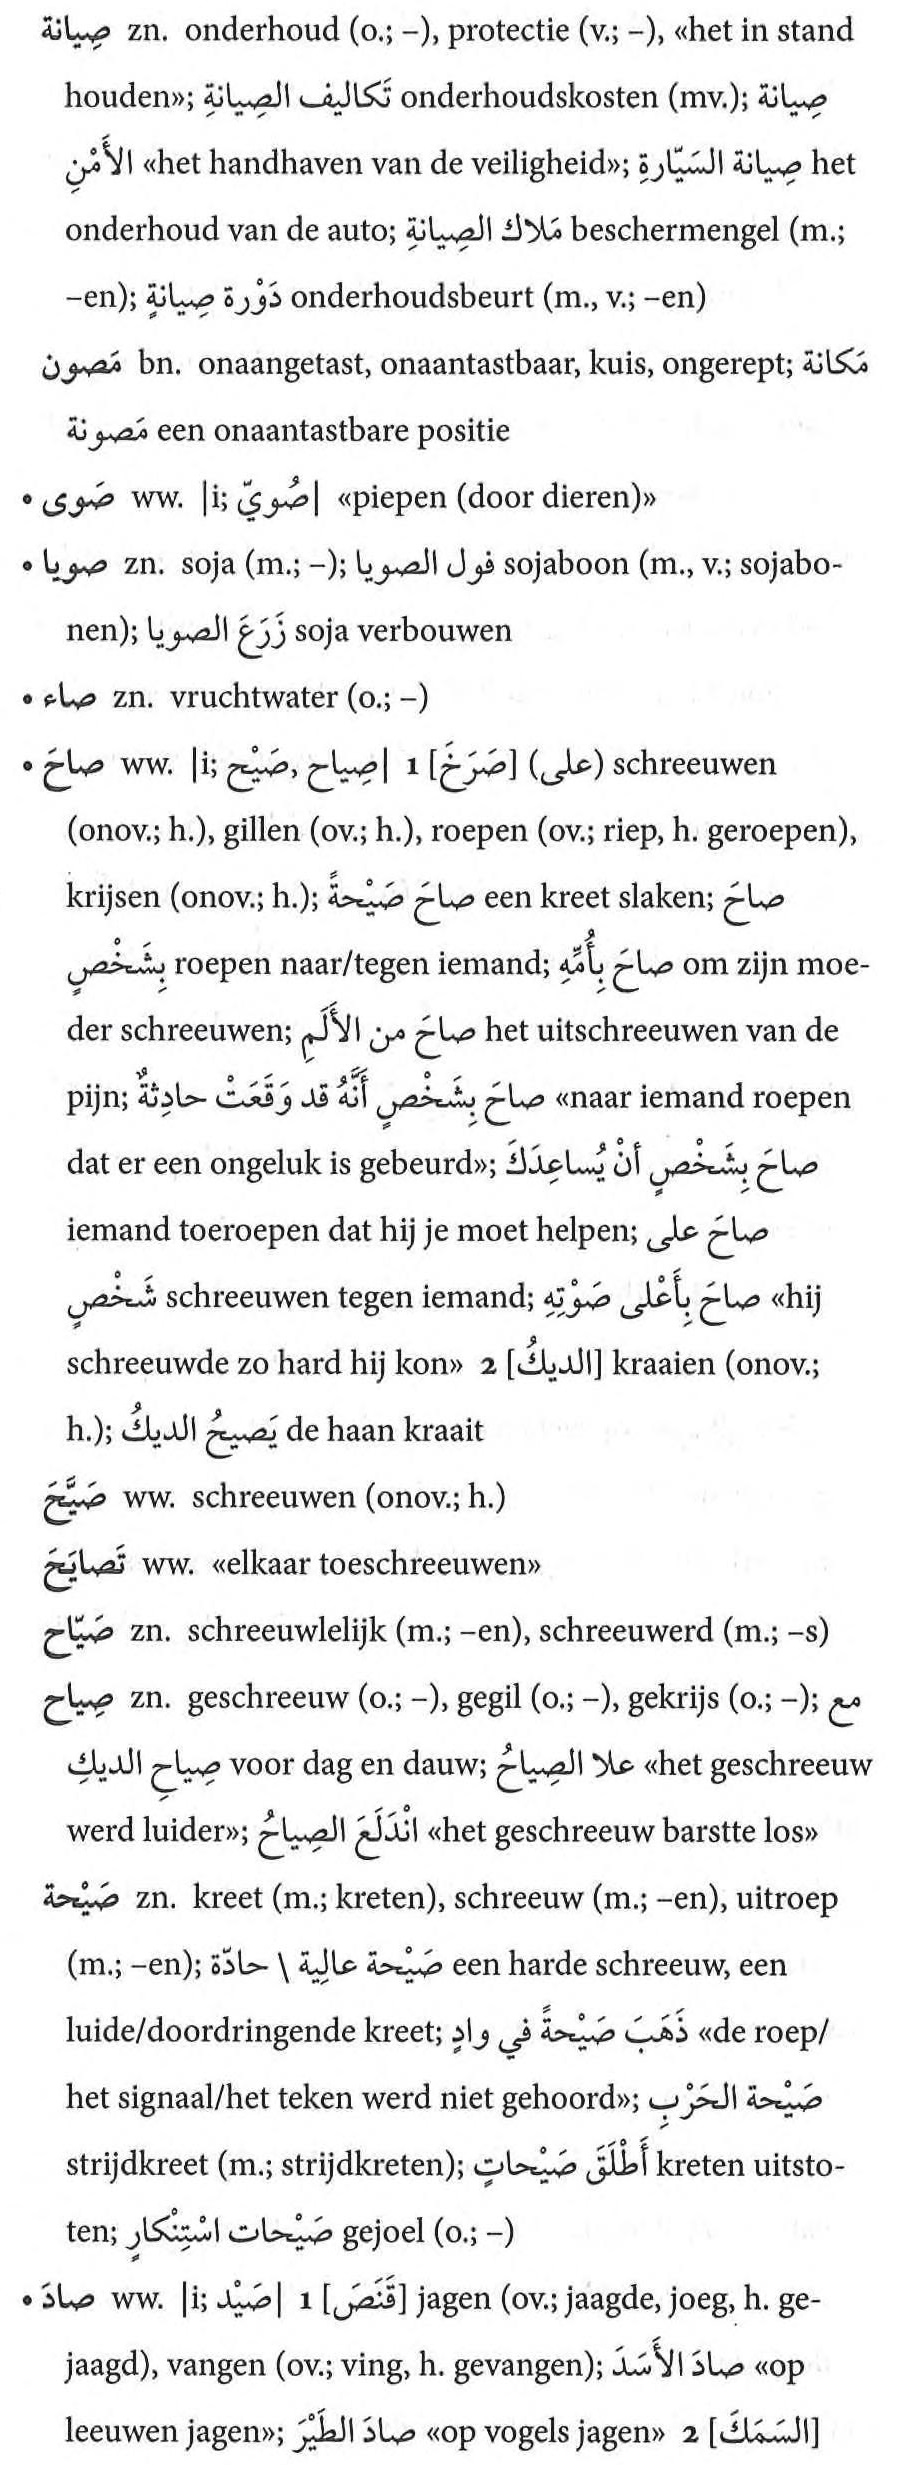 صِيانة zn. onderhoud (o.; –), protectie (v.; –), «het in stand
houden»; تَكاليف الصِيانةِ onderhoudskosten (mv.); صِيانة
الأَمْنِ «het handhaven van de veiligheid»; صِيانة السَيّارةِ het
onderhoud van de auto; مَلاك الصِيانةِ beschermengel (m.;
–en); دَوْرة صِيانةٍ onderhoudsbeurt (m., v.; –en)
مَصون bn. onaangetast, onaantastbaar, kuis, ongerept; مَكانة
مَصونة een onaantastbare positie
• صَوى ww. |i; صُويّ| «piepen (door dieren)»
• صويا zn. soja (m.; –); فول الصويا sojaboon (m., v.; sojabo-
nen); زَرَعَ الصويا soja verbouwen
• صاء zn. vruchtwater (o.; –)
• صاحَ ww. |i; صِياح, صَيْح| 1 [صَرَخَ] (على) schreeuwen
(onov.; h.), gillen (ov.; h.), roepen (ov.; riep, h. geroepen),
krijsen (onov.; h.); صاحَ صَيْحةً een kreet slaken; صاحَ
بِشَخْصٍ roepen naar/tegen iemand; صاحَ بِأُمِّهِ om zijn moe-
der schreeuwen; صاحَ من الأَلَمِ het uitschreeuwen van de
pijn; صاحَ بِشَخْصٍ أَنَّهُ قد وَقَعَتْ حادِثةٌ «naar iemand roepen
dat er een ongeluk is gebeurd»; صاحَ بِشَخْصٍ أنْ يُساعِدَكَ
iemand toeroepen dat hij je moet helpen; صاحَ على
شَخْصٍ schreeuwen tegen iemand; صاحَ بِأَعْلى صَوْتِهِ «hij
schreeuwde zo hard hij kon» 2 [الديكُ] kraaien (onov.;
h.); يَصيحُ الديكُ de haan kraait
صَيَّحَ ww. schreeuwen (onov.; h.)
تَصايَحَ ww. «elkaar toeschreeuwen»
صَيّاح zn. schreeuwlelijk (m.; –en), schreeuwerd (m.; –s)
صِياح zn. geschreeuw (o.; –), gegil (o.; –), gekrijs (o.; –); مع
صِياحِ الديكِ voor dag en dauw; علا الصِياحُ «het geschreeuw
werd luider»; انْدَلَعَ الصِياحُ «het geschreeuw barstte los»
صَيْحة zn. kreet (m.; kreten), schreeuw (m.; –en), uitroep
(m.; –en); صَيْحة عالِية \ حادّة een harde schreeuw, een
luide/doordringende kreet; ذَهَبَ صَيْحةً في وادٍ «de roep/
het signaal/het teken werd niet gehoord»; صَيْحة الحَرْبِ
strijdkreet (m.; strijdkreten); أَطْلَقَ صَيْحاتٍ kreten uitsto-
ten; صَيْحات اسْتِنْكارٍ gejoel (o.; –)
• صادَ ww. |i; صَيْد| 1 [قَنَصَ] jagen (ov.; jaagde, joeg, h. ge-
jaagd), vangen (ov.; ving, h. gevangen); صادَ الأَسَدَ «op
leeuwen jagen»; صادَ الطَيْرَ «op vogels jagen» 2 [السَمَكَ]